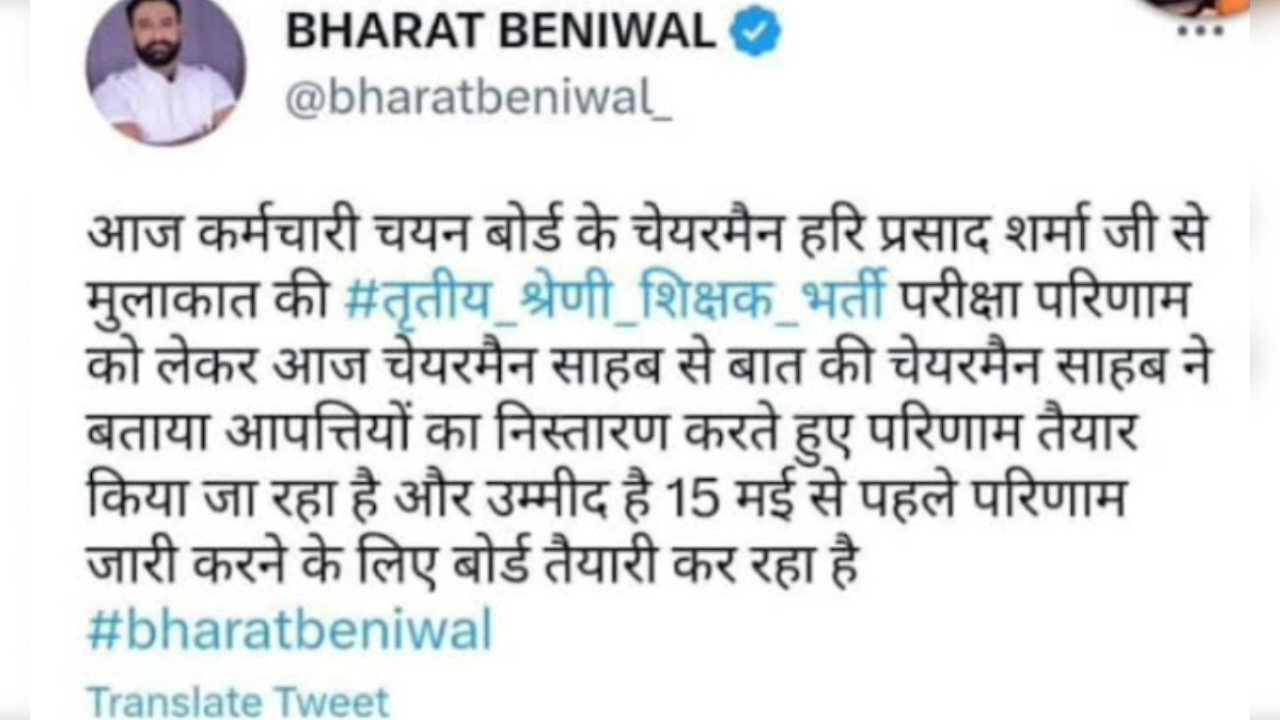 BHARAT BENIWAL
@bharatbeniwal_
आज कर्मचारी चयन बोर्ड के चेयरमैन हरि प्रसाद शर्मा जी से
मुलाकात की #तृतीय_श्रेणी_शिक्षक_भर्ती परीक्षा परिणाम
को लेकर आज चेयरमैन साहब से बात की चेयरमैन साहब ने
बताया आपत्तियों का निस्तारण करते हुए परिणाम तैयार
किया जा रहा है और उम्मीद है 15 मई से पहले परिणाम
जारी करने के लिए बोर्ड तैयारी कर रहा है
#bharatbeniwal
Translate Tweet